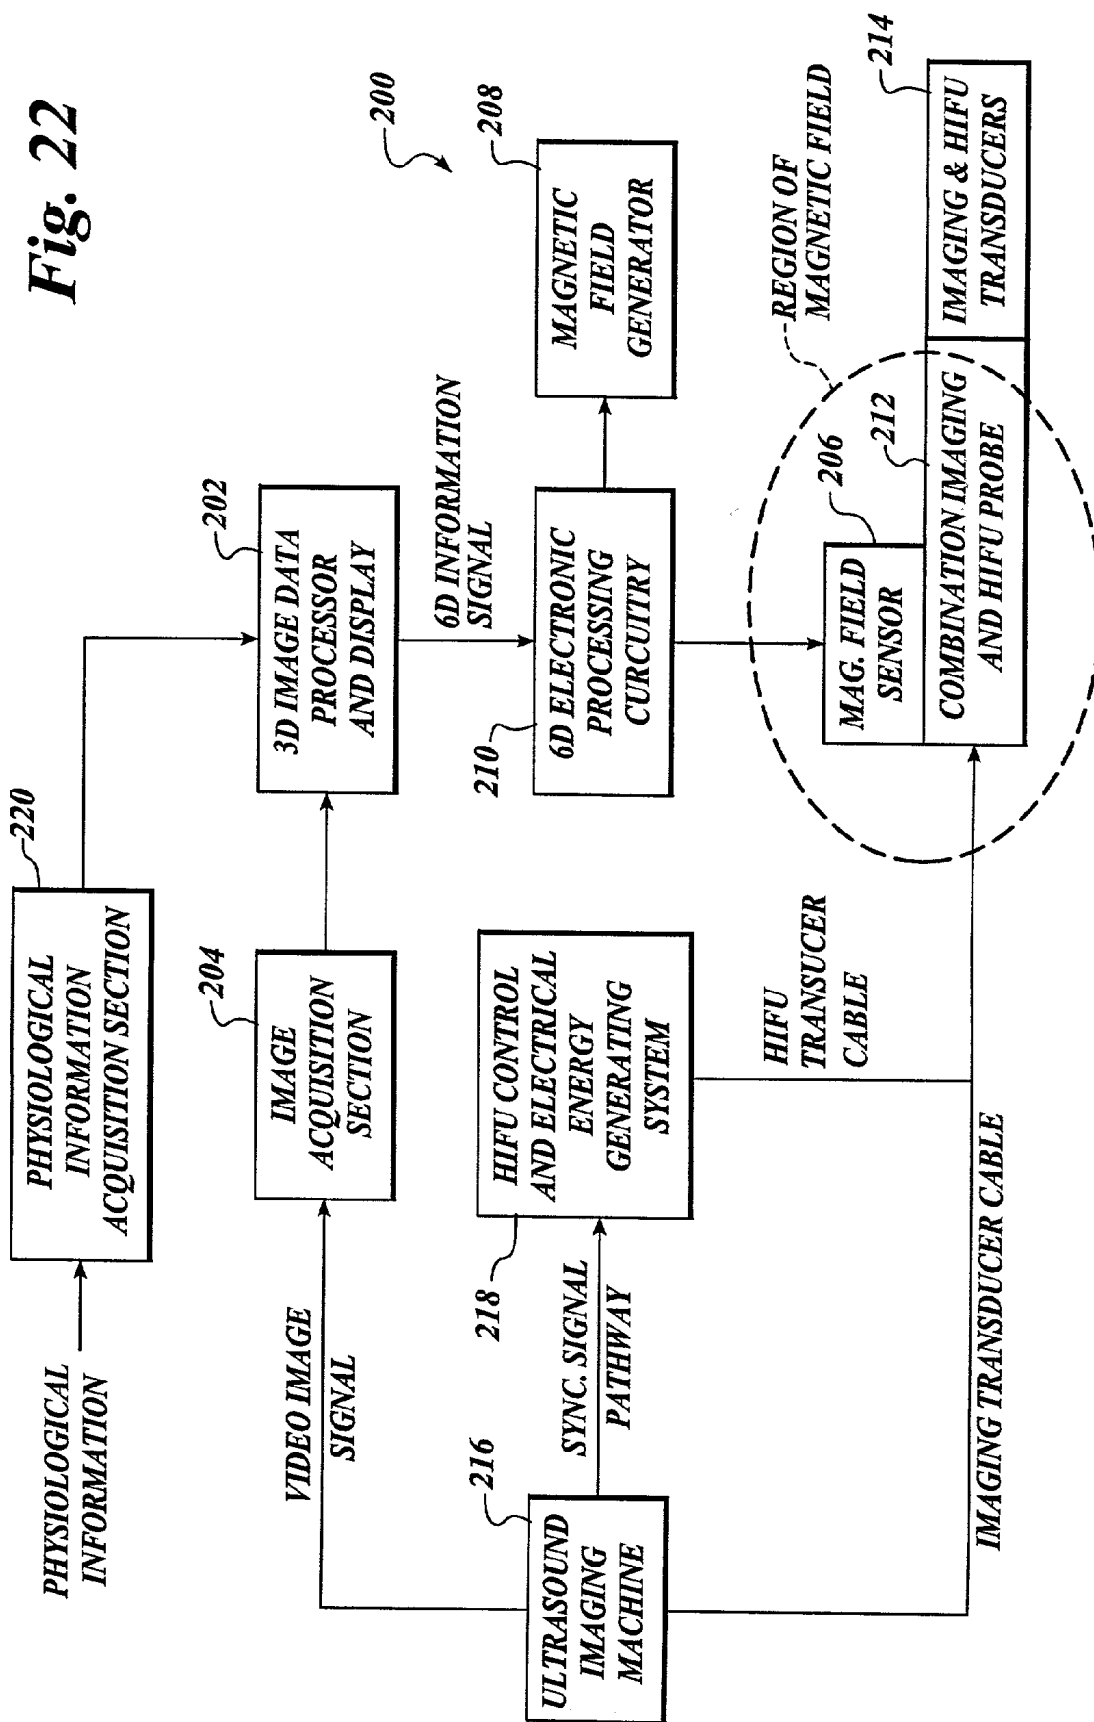 Fig. 22
PHYSIOLOGICAL
INFORMATION
PHYSIOLOGICAL
INFORMATION
ACQUISITION SECTION
220
VIDEO IMAGE
SIGNAL
IMAGE
ACQUISITION
SECTION
204
3D IMAGE DATA
PROCESSOR
AND DISPLAY
202
200
6D INFORMATION
SIGNAL
MAGNETIC
FIELD
GENERATOR
208
ULTRASOUND
IMAGING
MACHINE
216
SYNC. SIGNAL
PATHWAY
218
HIFU CONTROL
AND ELECTRICAL
ENERGY
GENERATING
SYSTEM
210
6D ELECTRONIC
PROCESSING
CURCUITRY
HIFU
TRANSUCER
CABLE
REGION OF
MAGNETIC FIELD
206
MAG. FIELD
SENSOR
212
COMBINATION IMAGING
AND HIFU PROBE
214
IMAGING & HIFU
TRANSDUCERS
IMAGING TRANSDUCER CABLE